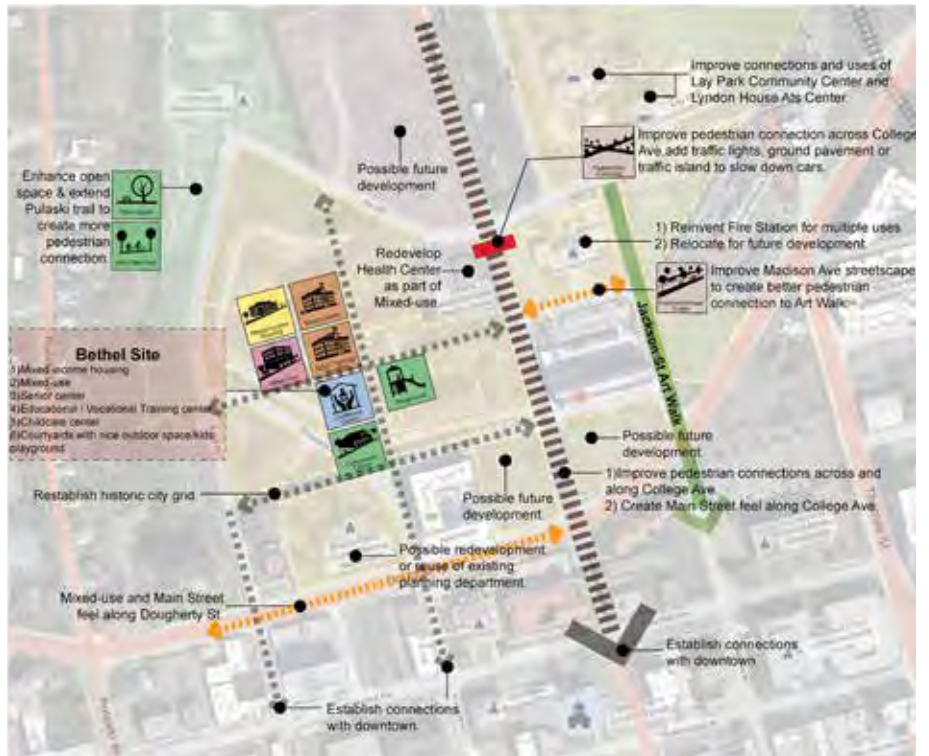 Improve connections and uses of
Lay Park Community Center and
Lyndon House Ats Center
Improve pedestrian connection across College
Ave,add traffic lights, ground pavement or
traffic island to slow down cars.
Possible future
development
Enhance open
space & extend
Pulaski trail to
create more
pedestrian
connection
1) Reinvent Fire Station for multiple uses
2) Relocate for future development
Redevelop
Health Center
as part of
Mixed-use
Improve Madison Ave streetscape
to create better pedestrian
connection to Art Walk
Jackson St Art Walk
Bethel Site
1)Mixed income housing
2)Mixed-use
3)Senior center
4)Educational / Vocational Training center
5)Childcare center
6)Courtyards with nice outdoor space/kids
playground
Possible future
development
Restablish historic city grid
Possible future
development
1)Improve pedestrian connections across and
along College Ave
2) Create Main Street feel along College Ave
Possible redevelopment
or reuse of existing
planning department
Mixed-use and Main Street
feel along Dougherty St
Establish connections
with downtown
Establish connections
with downtown